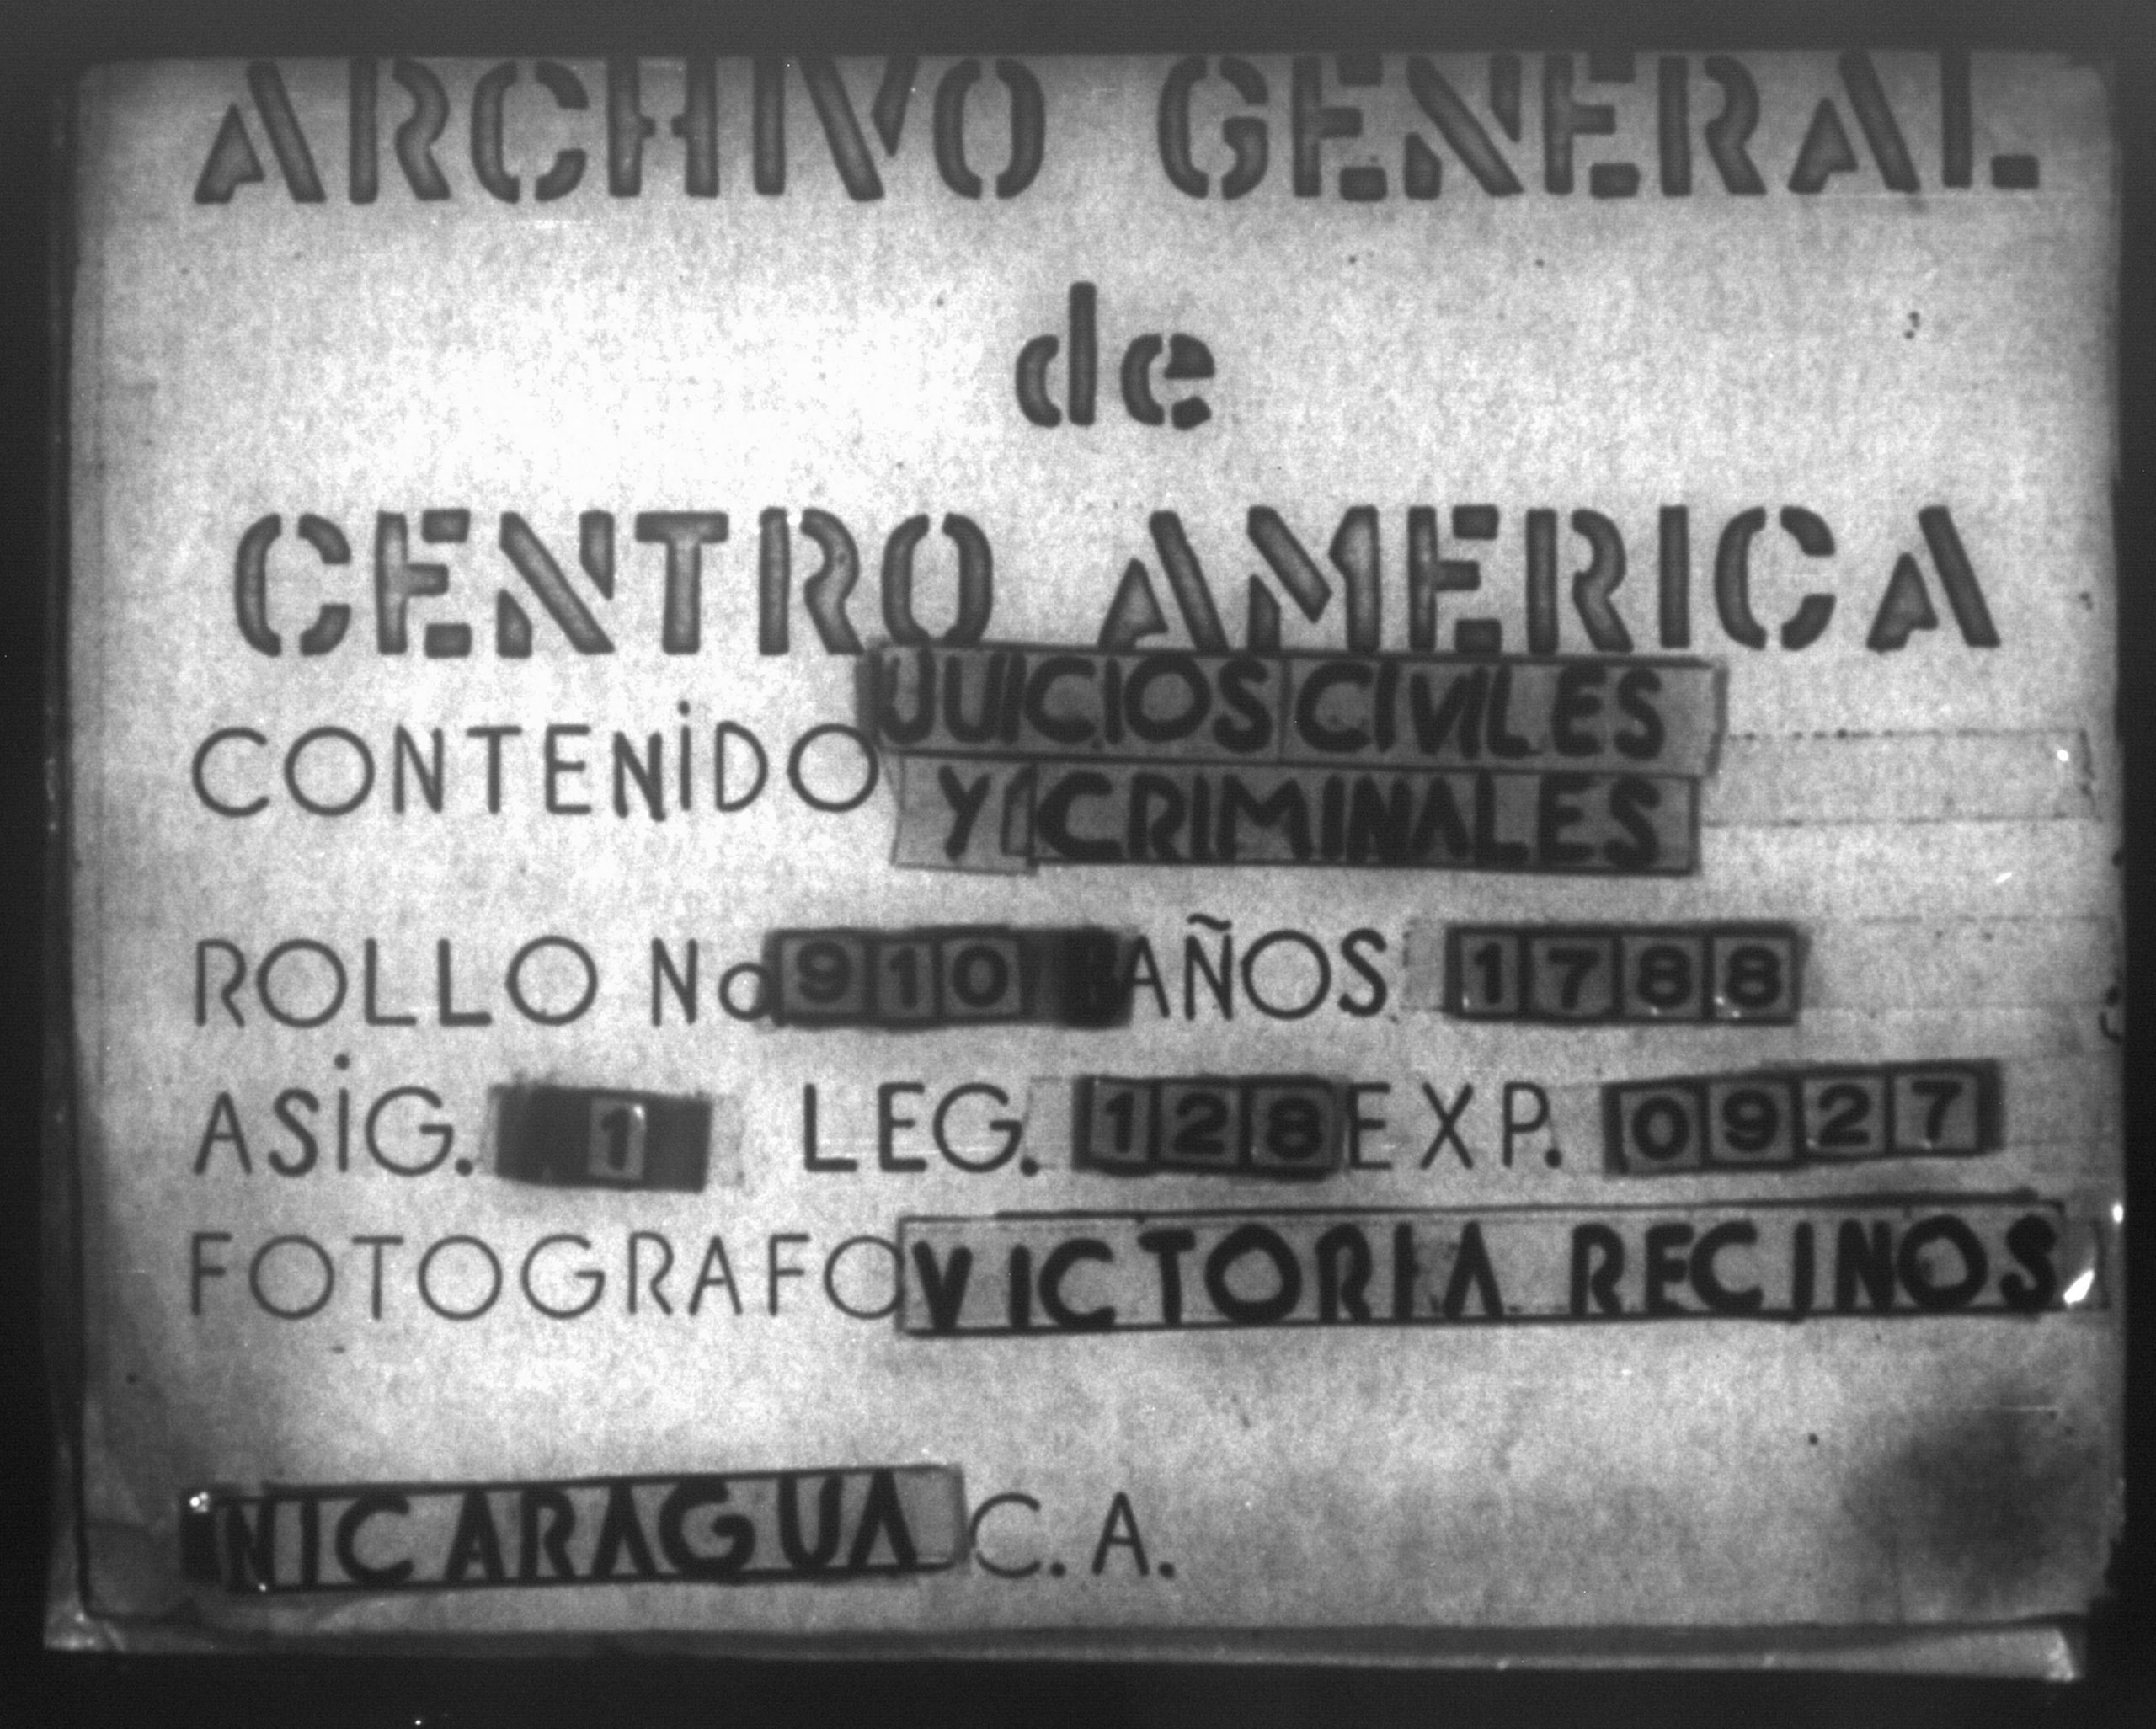 ARCHIVO GENERAL
de
CENTRO AMERICA
CONTENIDO JUICIOS CIVILES
Y CRIMINALES
ROLLO No 910 AÑOS 1788
ASIG. 1 LEG. 128 EXP. 0927
FOTOGRAFO VICTORIA RECINOS
NICARAGUA C.A.